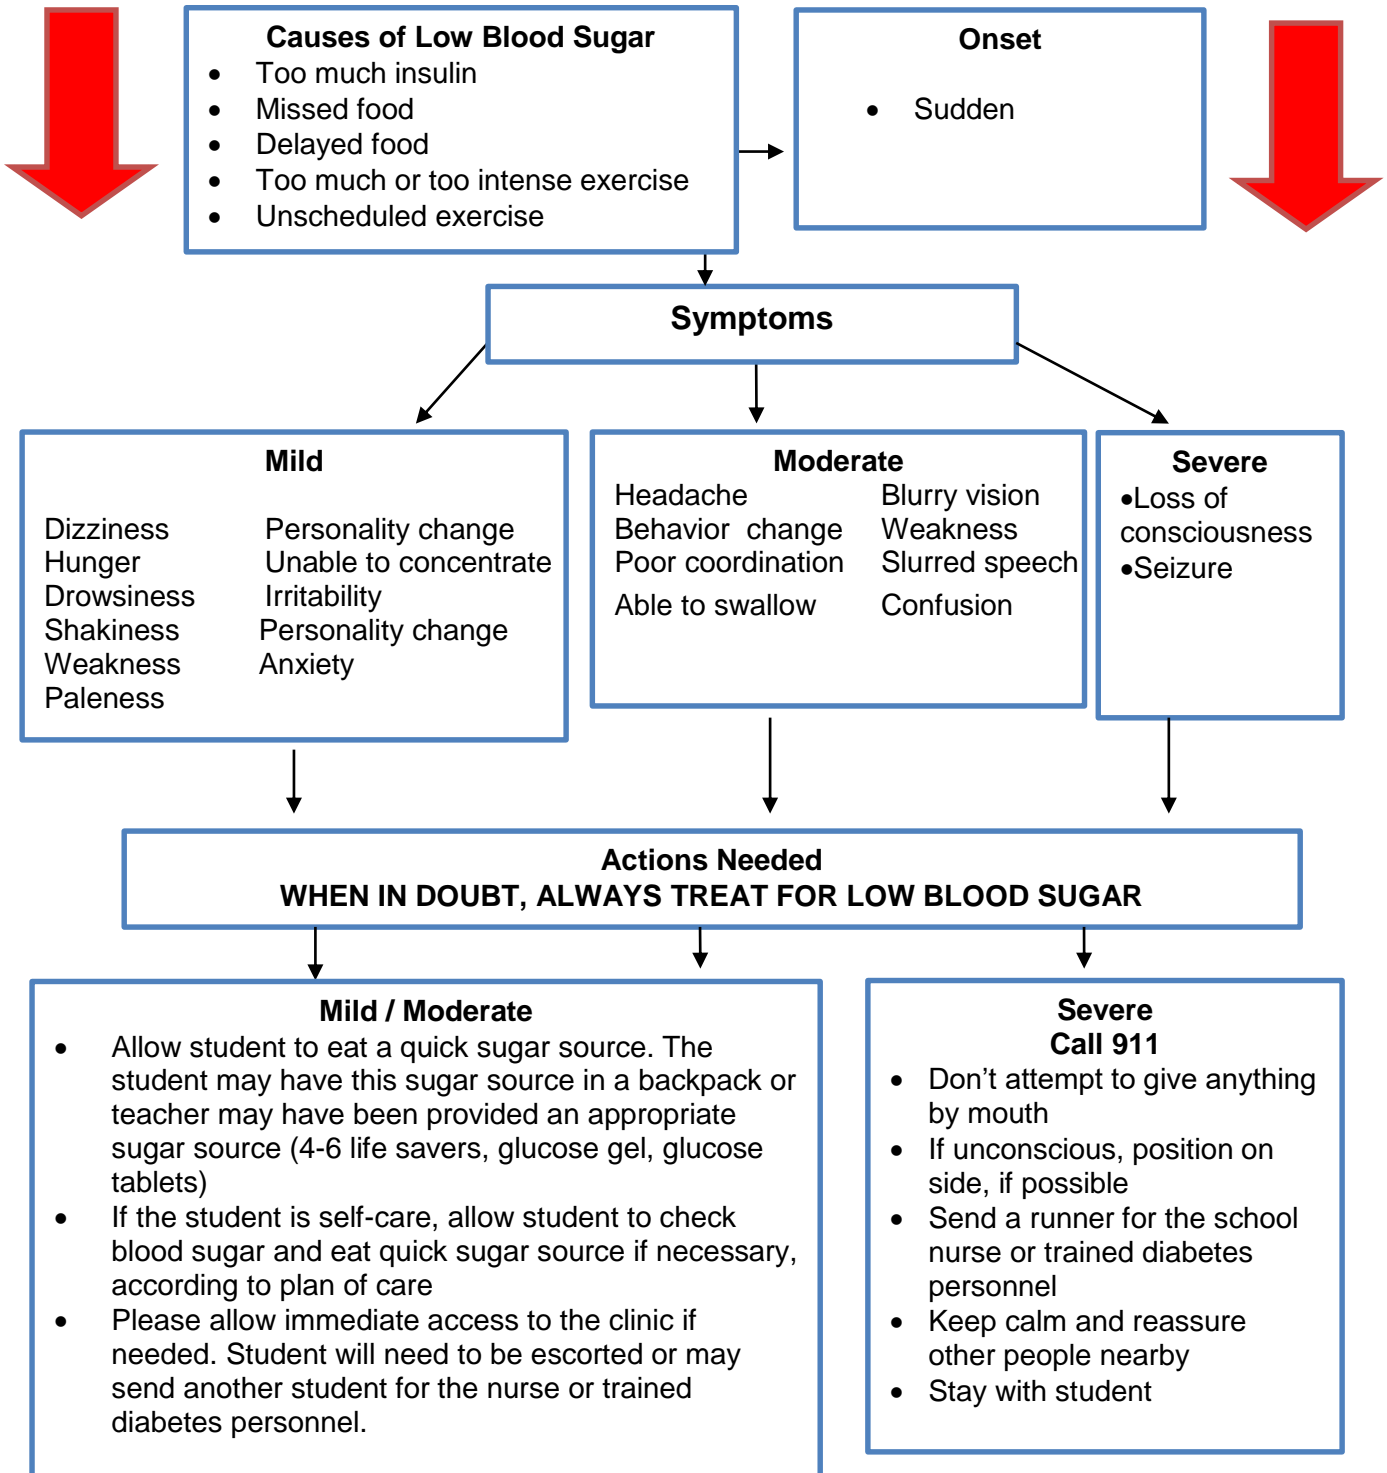 Causes of Low Blood Sugar
• Too much insulin
• Missed food
• Delayed food
• Too much or too intense exercise
• Unscheduled exercise
Onset
• Sudden
Symptoms
Mild
Dizziness Personality change
Hunger Unable to concentrate
Drowsiness Irritability
Shakiness Personality change
Weakness Anxiety
Paleness
Moderate
Headache Blurry vision
Behavior change Weakness
Poor coordination Slurred speech
Able to swallow Confusion
Severe
•Loss of
consciousness
•Seizure
Actions Needed
WHEN IN DOUBT, ALWAYS TREAT FOR LOW BLOOD SUGAR
Mild / Moderate
• Allow student to eat a quick sugar source. The
student may have this sugar source in a backpack or
teacher may have been provided an appropriate
sugar source (4-6 life savers, glucose gel, glucose
tablets)
• If the student is self-care, allow student to check
blood sugar and eat quick sugar source if necessary,
according to plan of care
• Please allow immediate access to the clinic if
needed. Student will need to be escorted or may
send another student for the nurse or trained
diabetes personnel.
Severe
Call 911
• Don’t attempt to give anything
by mouth
• If unconscious, position on
side, if possible
• Send a runner for the school
nurse or trained diabetes
personnel
• Keep calm and reassure
other people nearby
• Stay with student